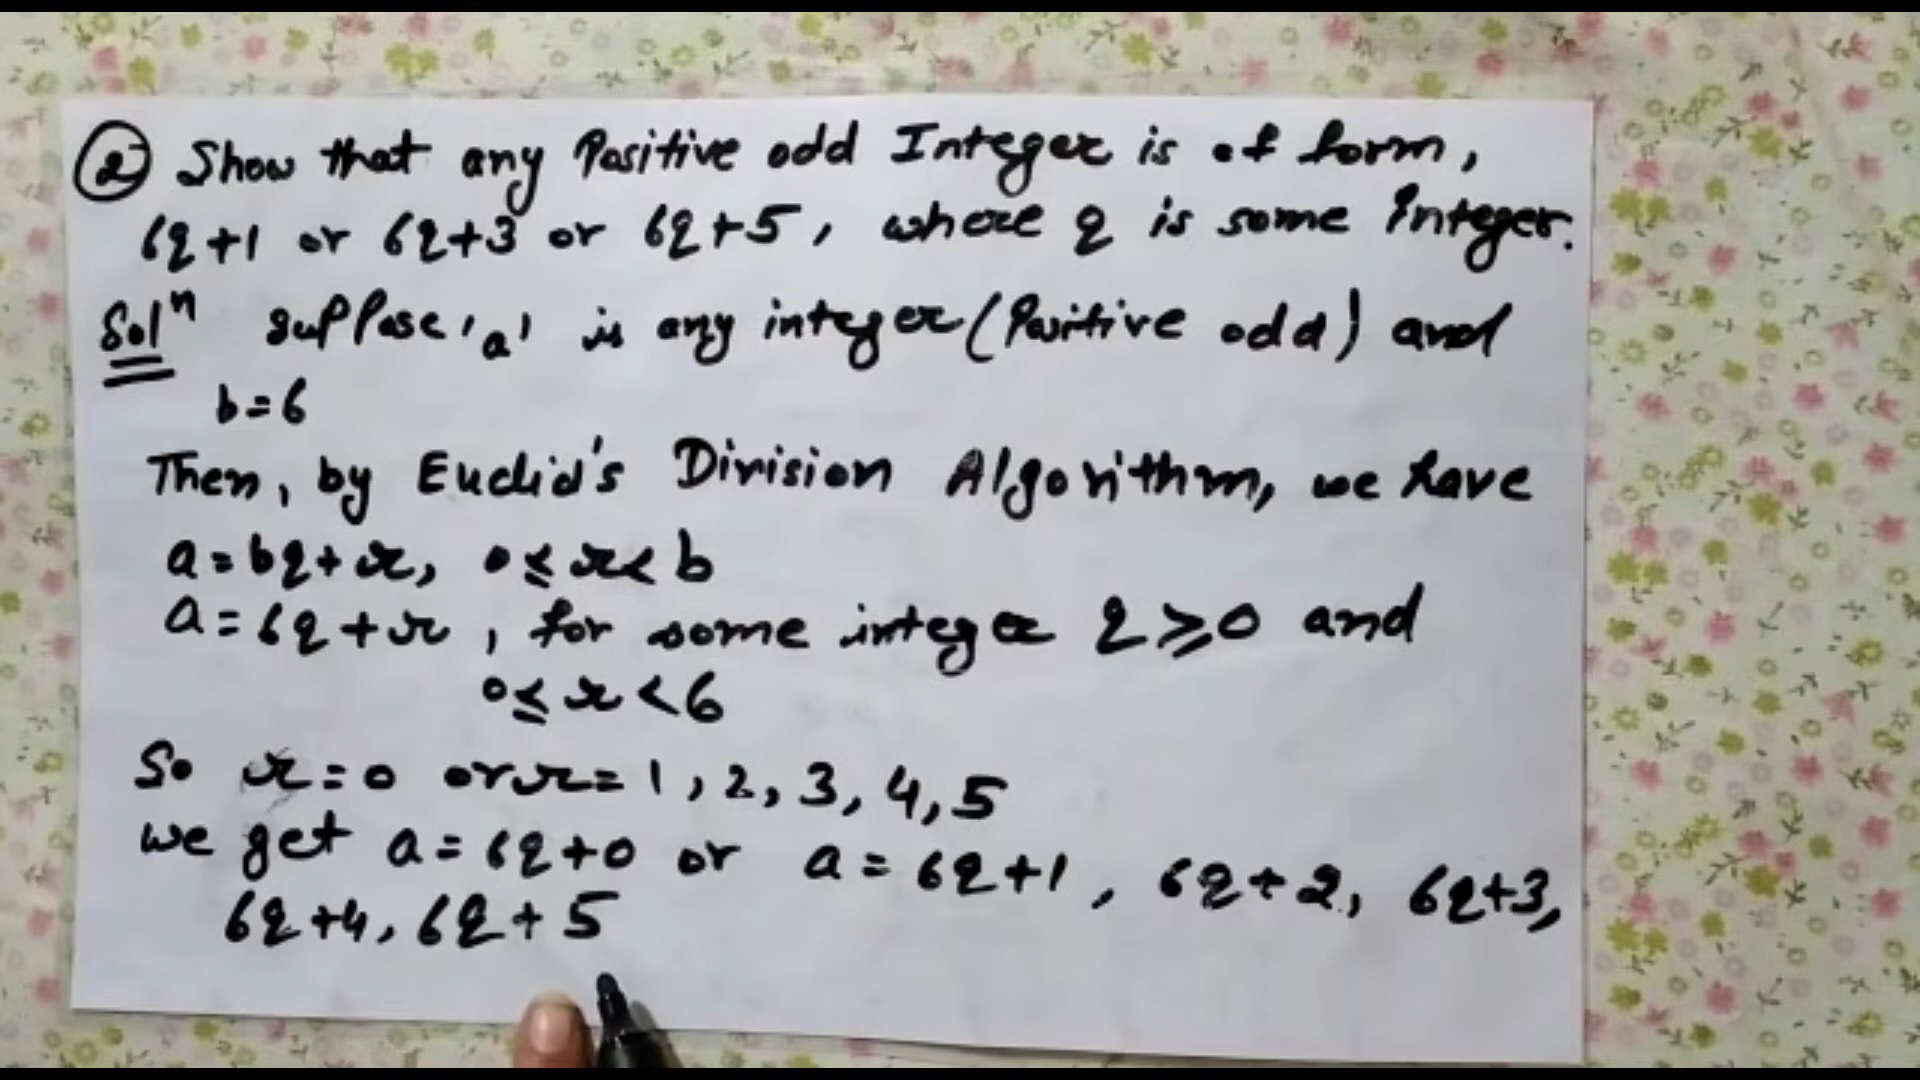 ② Show that any Positive odd Integer is of form,
6q+1 or 6q+3 or 6q+5, where q is some Integer.
Solⁿ suppose 'a' is any integer (Positive odd) and
b=6
Then, by Euclid's Division Algorithm, we have
a=bq+r, 0≤r<b
a=6q+r, for some integer q≥0 and
0≤r<6
So r=0 or r=1,2,3,4,5
we get a=6q+0 or a=6q+1, 6q+2, 6q+3,
6q+4, 6q+5